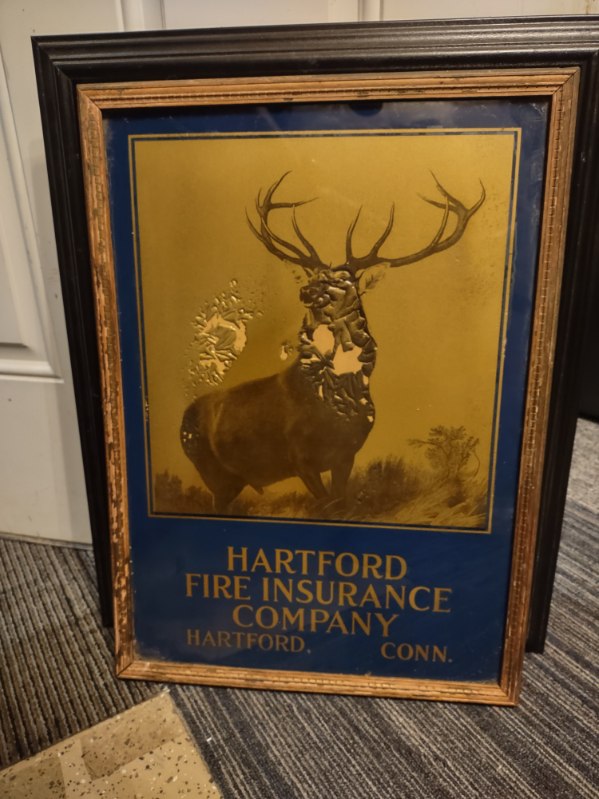 HARTFORD
FIRE INSURANCE
COMPANY
HARTFORD. CONN.